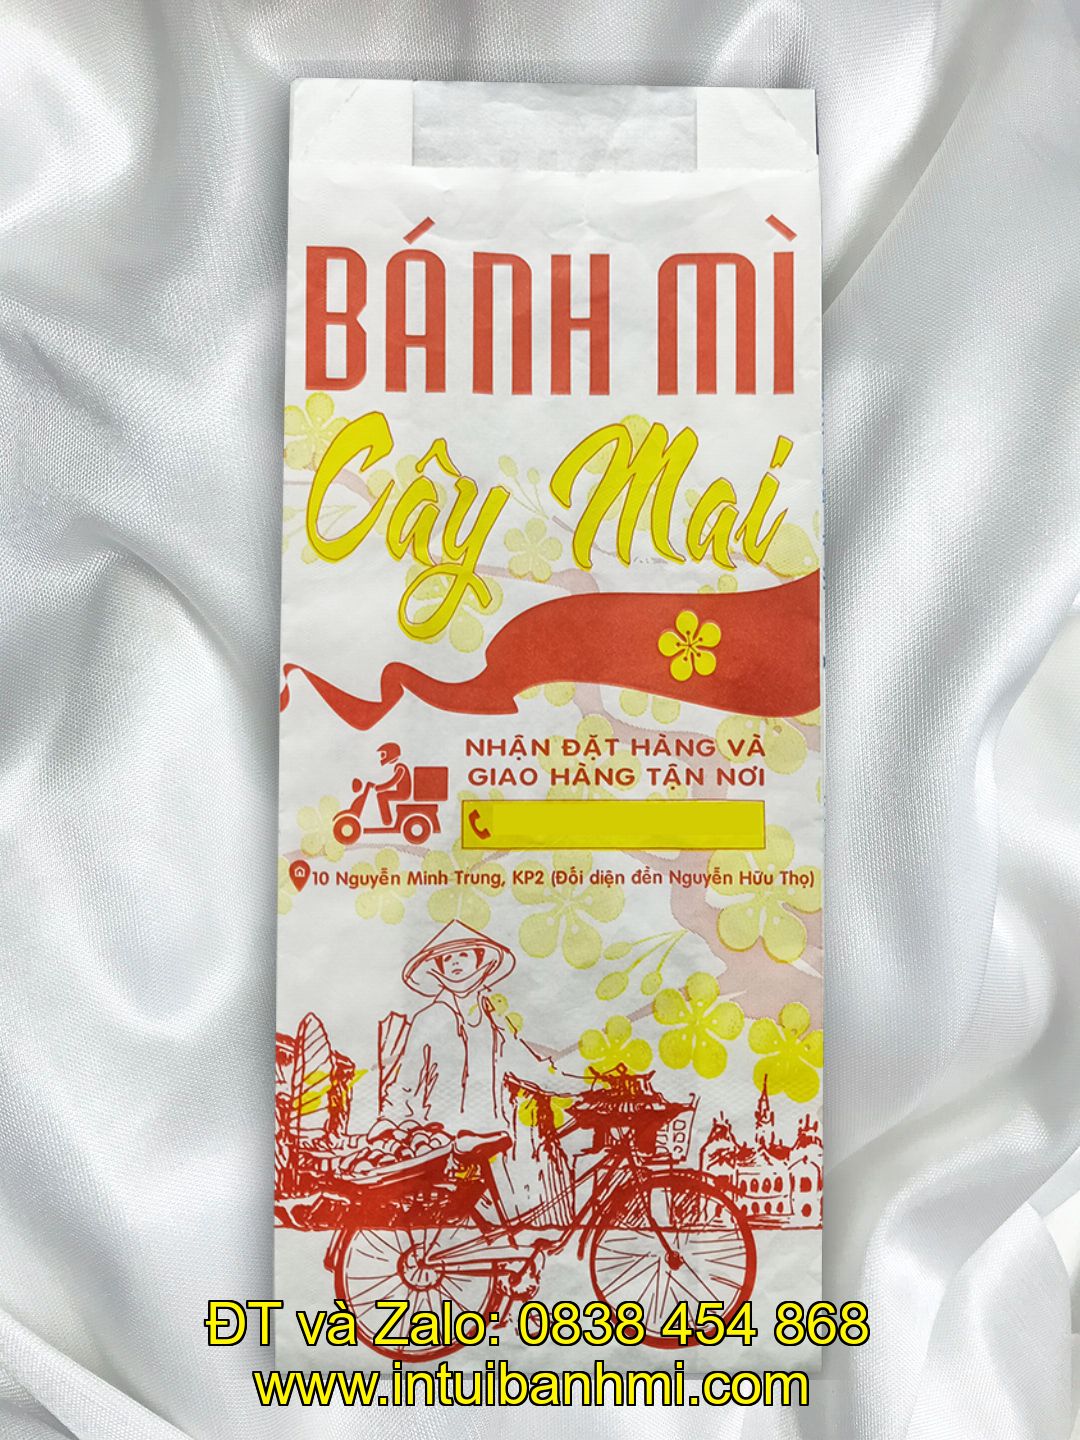 BÁNH MÌ
Cây Mai
NHẬN ĐẶT HÀNG VÀ
GIAO HÀNG TẬN NƠI
10 Nguyễn Minh Trung, KP2 (Đối diện đền Nguyễn Hữu Thọ)
ĐT và Zalo: 0838 454 868
www.intuibanhmi.com